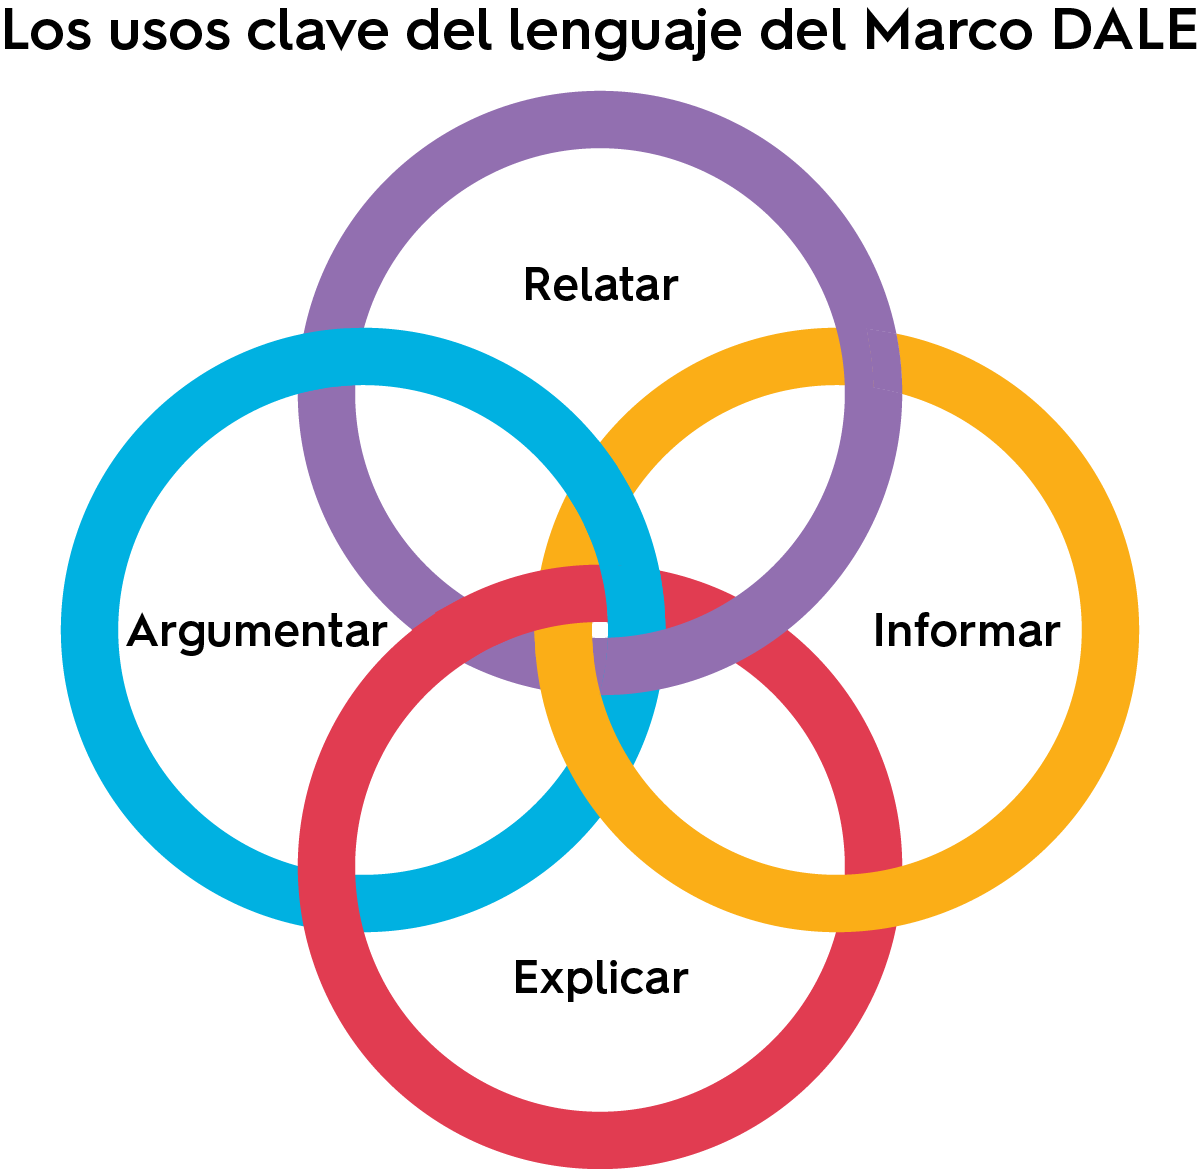 Los usos clave del lenguaje del Marco DALE
Relatar
Argumentar
Informar
Explicar